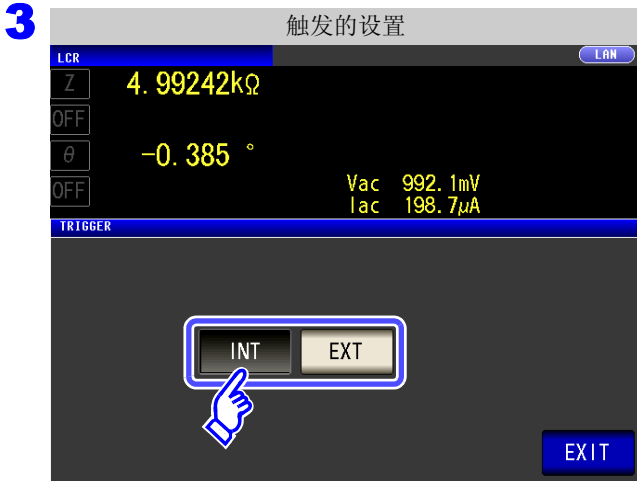 3
触发的设置
LCR
LAN
Z 4.99242kΩ
OFF
θ -0.385 °
OFF
Vac 992.1mV
Iac 198.7μA
TRIGGER
INT EXT
EXIT